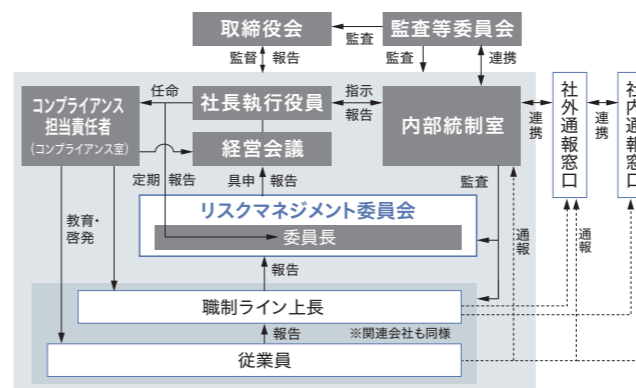 取締役会
監査
監査等委員会
監督
報告
監査
連携
任命
コンプライアンス
担当責任者
(コンプライアンス室)
社長執行役員
指示
報告
内部統制室
連携
社外通報窓口
連携
社内通報窓口
経営会議
定期
報告
具申
報告
監査
教育・
啓発
リスクマネジメント委員会
委員長
通報
通報
報告
職制ライン上長
報告
※関連会社も同様
従業員